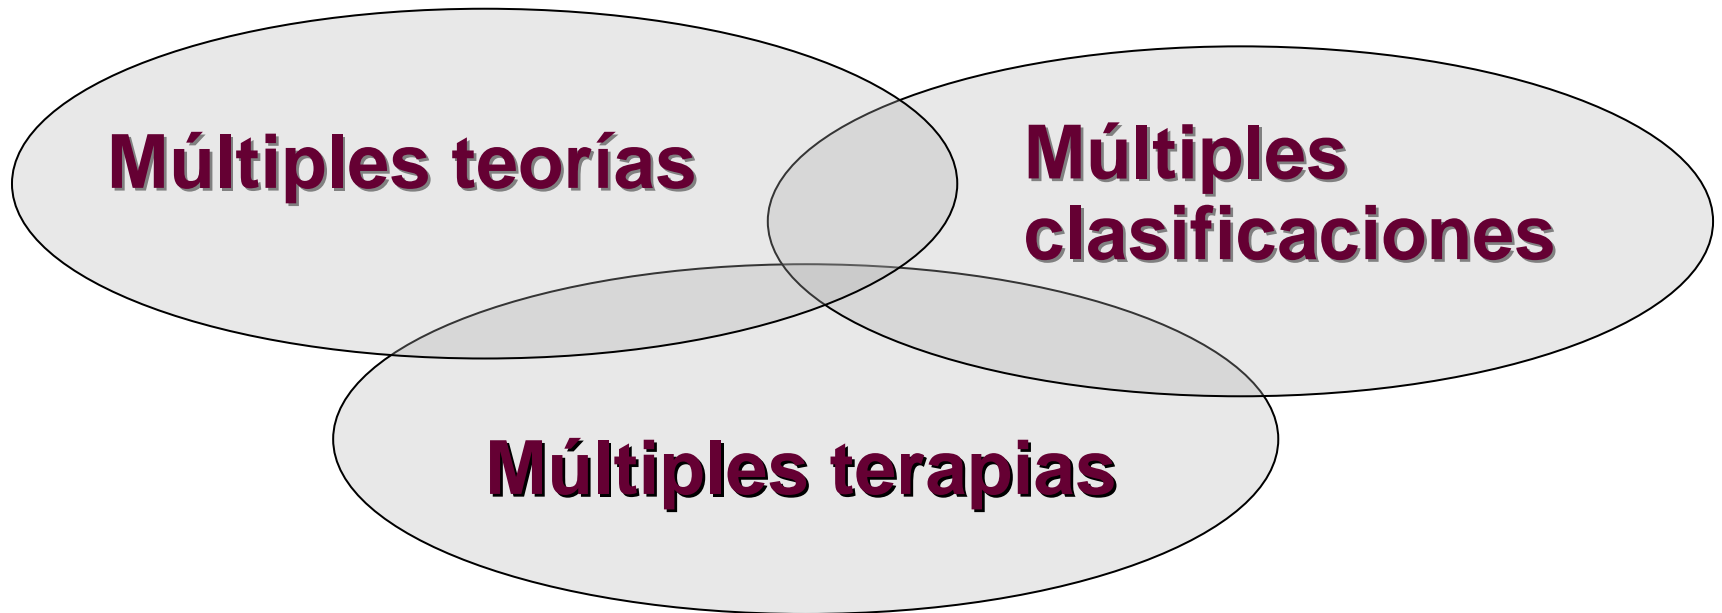 Múltiples teorías
Múltiples
clasificaciones
Múltiples terapias